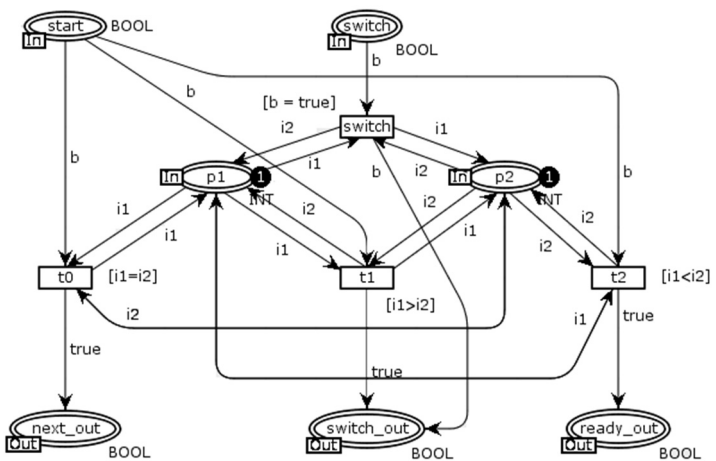 start BOOL switch
In In BOOL
b
b [b = true] i2 switch i1
In p1 1 i1 b i2 In p2 1
b INT i2 i2 INT b
i1 i1 i1 i1 i2 i2
t0 [i1=i2] t1 t2 [i1<i2]
[i1>i2]
i2 i1 true
true true
next_out switch_out ready_out
Out BOOL Out BOOL Out BOOL